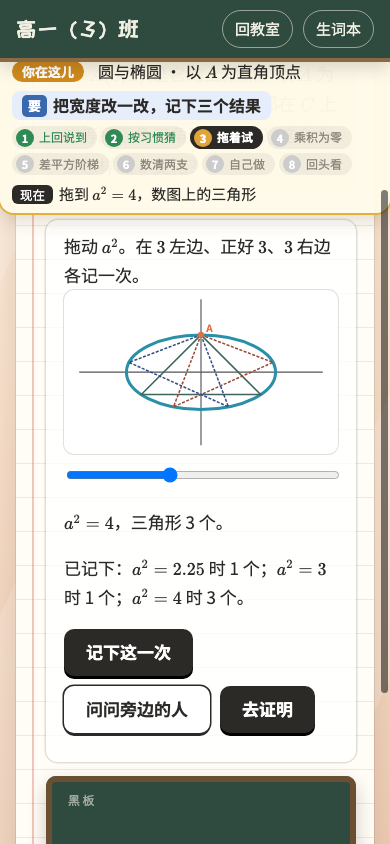 高一（3）班
回教室
生词本
你在这儿 圆与椭圆 · 以 A 为直角顶点
要 把宽度改一改，记下三个结果
1 上回说到
2 按习惯猜
3 拖着试
4 乘积为零
5 差平方阶梯
6 数清两支
7 自己做
8 回头看
现在 拖到 a² = 4，数图上的三角形
拖动 a²。在 3 左边、正好 3、3 右边
各记一次。
A
a² = 4，三角形 3 个。
已记下：a² = 2.25 时 1 个；a² = 3
时 1 个；a² = 4 时 3 个。
记下这一次
问问旁边的人
去证明
黑板